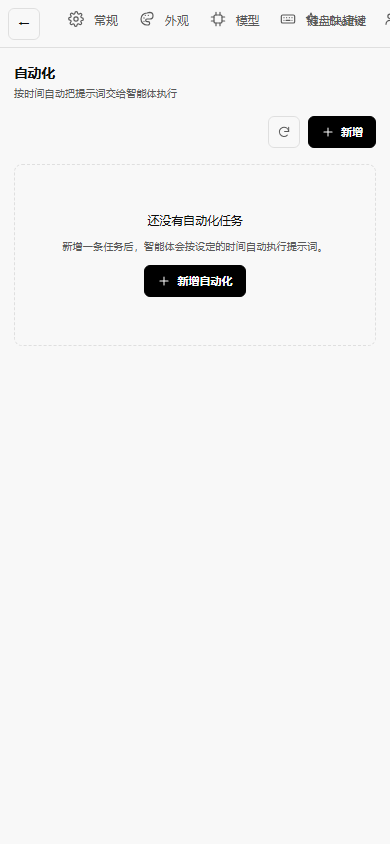 ←
常规
外观
模型
自动化
按时间自动把提示词交给智能体执行
新增
还没有自动化任务
新增一条任务后，智能体会按设定的时间自动执行提示词。
新增自动化